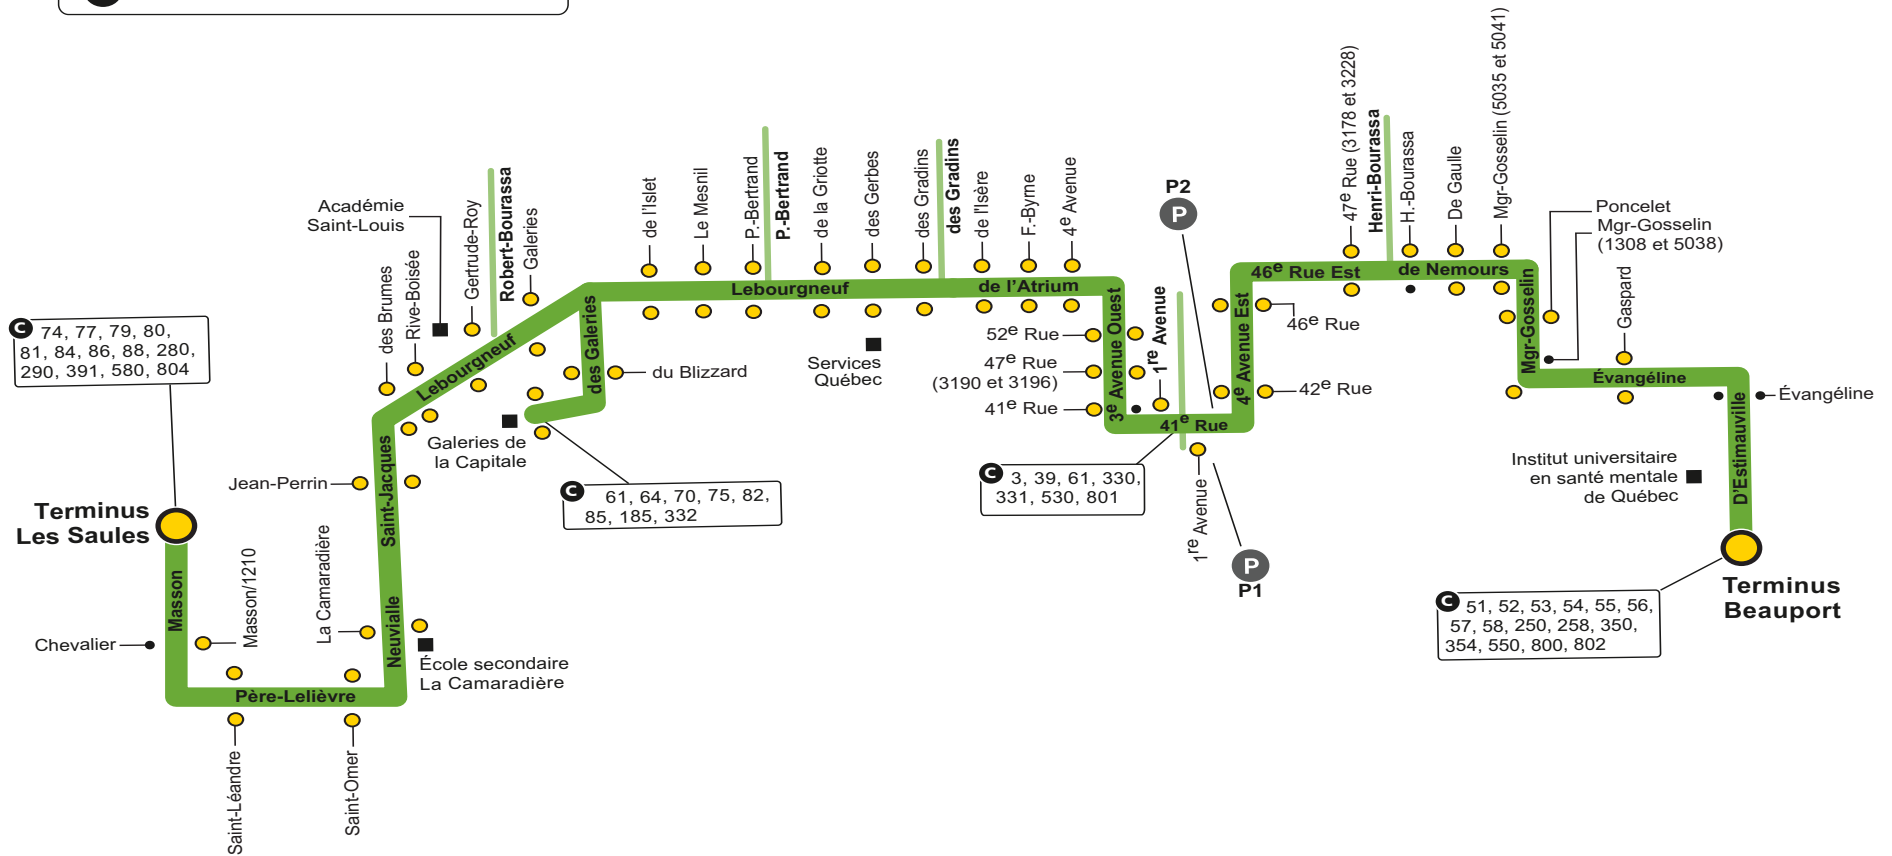 C 74, 77, 79, 80,
81, 84, 86, 88, 280,
290, 391, 580, 804
Terminus
Les Saules
Masson
Chevalier
Masson/1210
Père-Lelièvre
Saint-Léandre
Saint-Omer
La Camaradière
Neuvialle
École secondaire
La Camaradière
Jean-Perrin
Saint-Jacques
des Brumes
Rive-Boisée
Académie
Saint-Louis
Gertrude-Roy
Robert-Bourassa
Galeries
Lebourgneuf
des Galeries
du Blizzard
Galeries de
la Capitale
C 61, 64, 70, 75, 82,
85, 185, 332
de l'Islet
Le Mesnil
P.-Bertrand
P.-Bertrand
de la Griotte
des Gerbes
des Gradins
des Gradins
de l'Isère
F.-Byrne
4e Avenue
Lebourgneuf
de l'Atrium
Services
Québec
52e Rue
47e Rue
(3190 et 3196)
41e Rue
3e Avenue Ouest
1re Avenue
41e Rue
C 3, 39, 61, 330,
331, 530, 801
1re Avenue
P2
P
P
P1
4e Avenue Est
46e Rue
42e Rue
46e Rue Est
47e Rue (3178 et 3228)
Henri-Bourassa
H.-Bourassa
De Gaulle
Mgr-Gosselin (5035 et 5041)
de Nemours
Mgr-Gosselin
Poncelet
Mgr-Gosselin
(1308 et 5038)
Gaspard
Évangéline
Évangéline
D'Estimauville
Institut universitaire
en santé mentale
de Québec
Terminus
Beauport
C 51, 52, 53, 54, 55, 56,
57, 58, 250, 258, 350,
354, 550, 800, 802